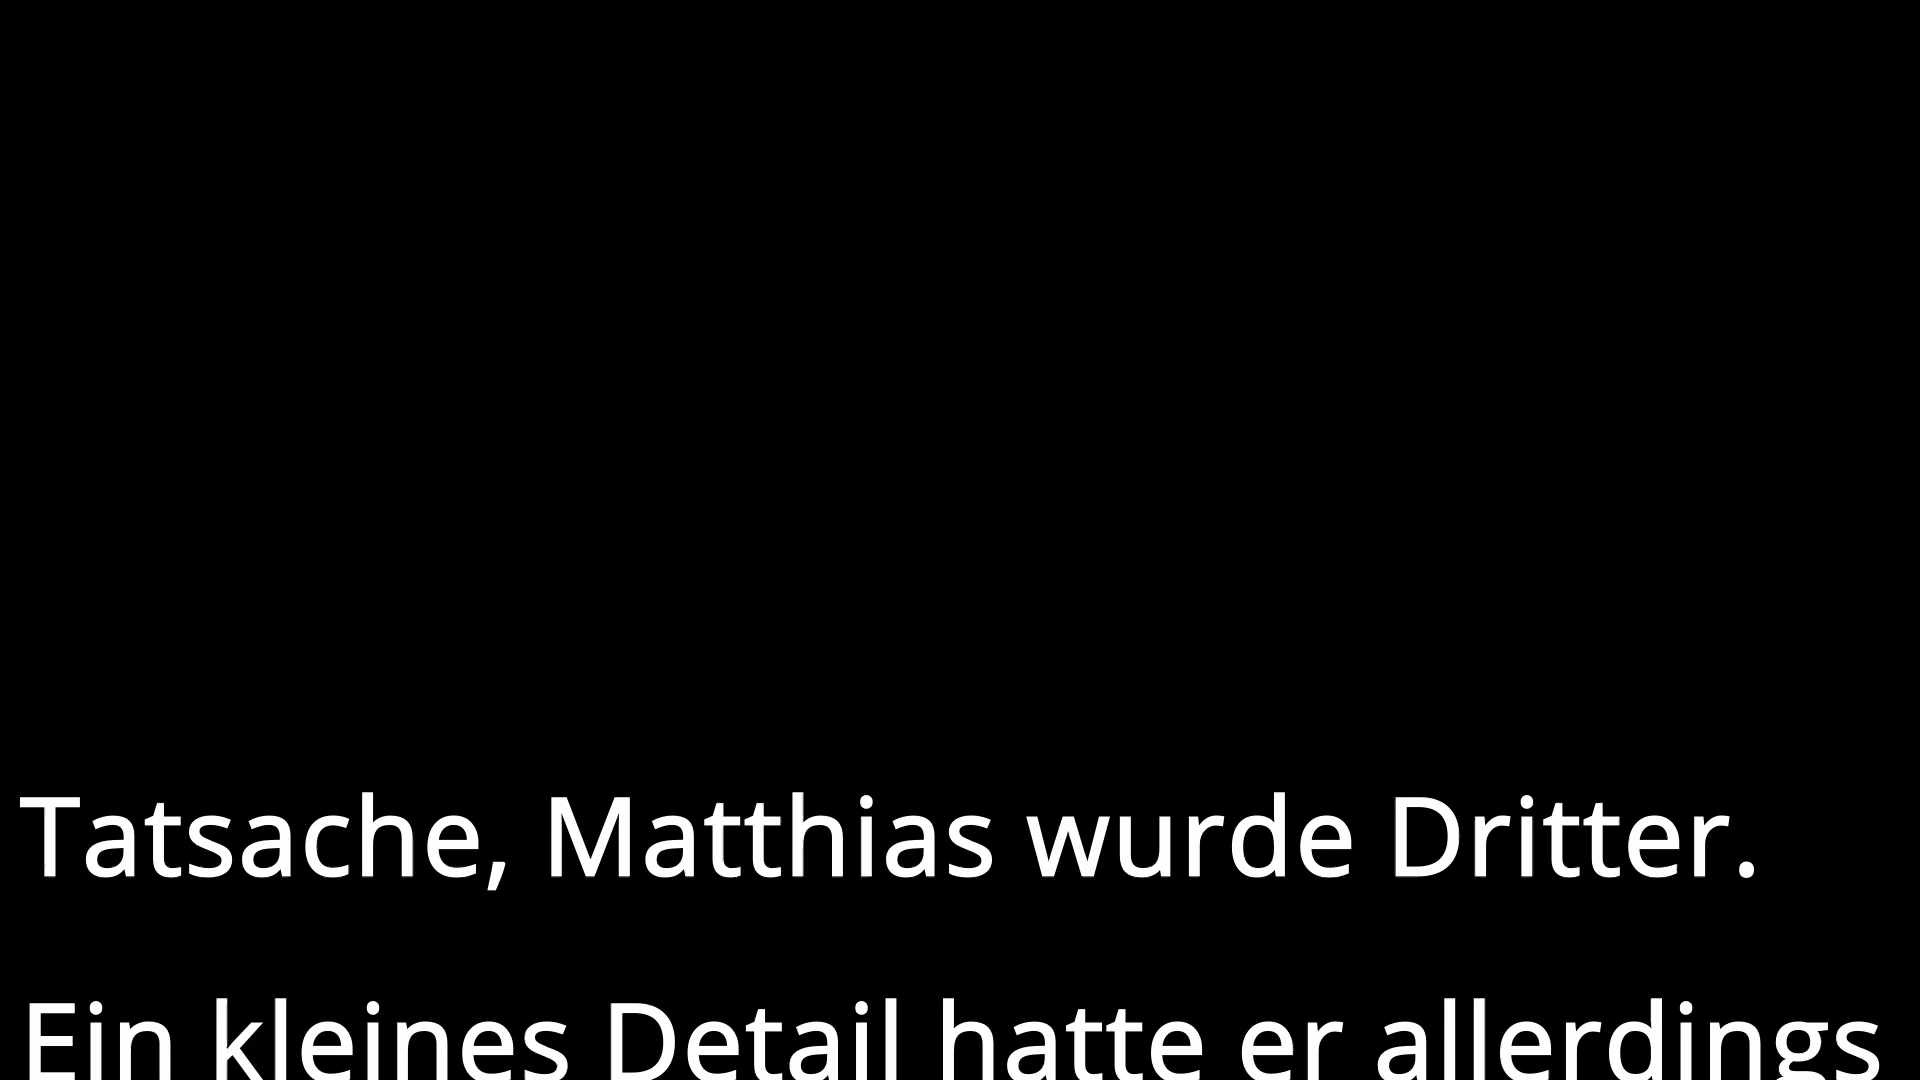 Tatsache, Matthias wurde Dritter.
Ein kleines Detail hatte er allerdings